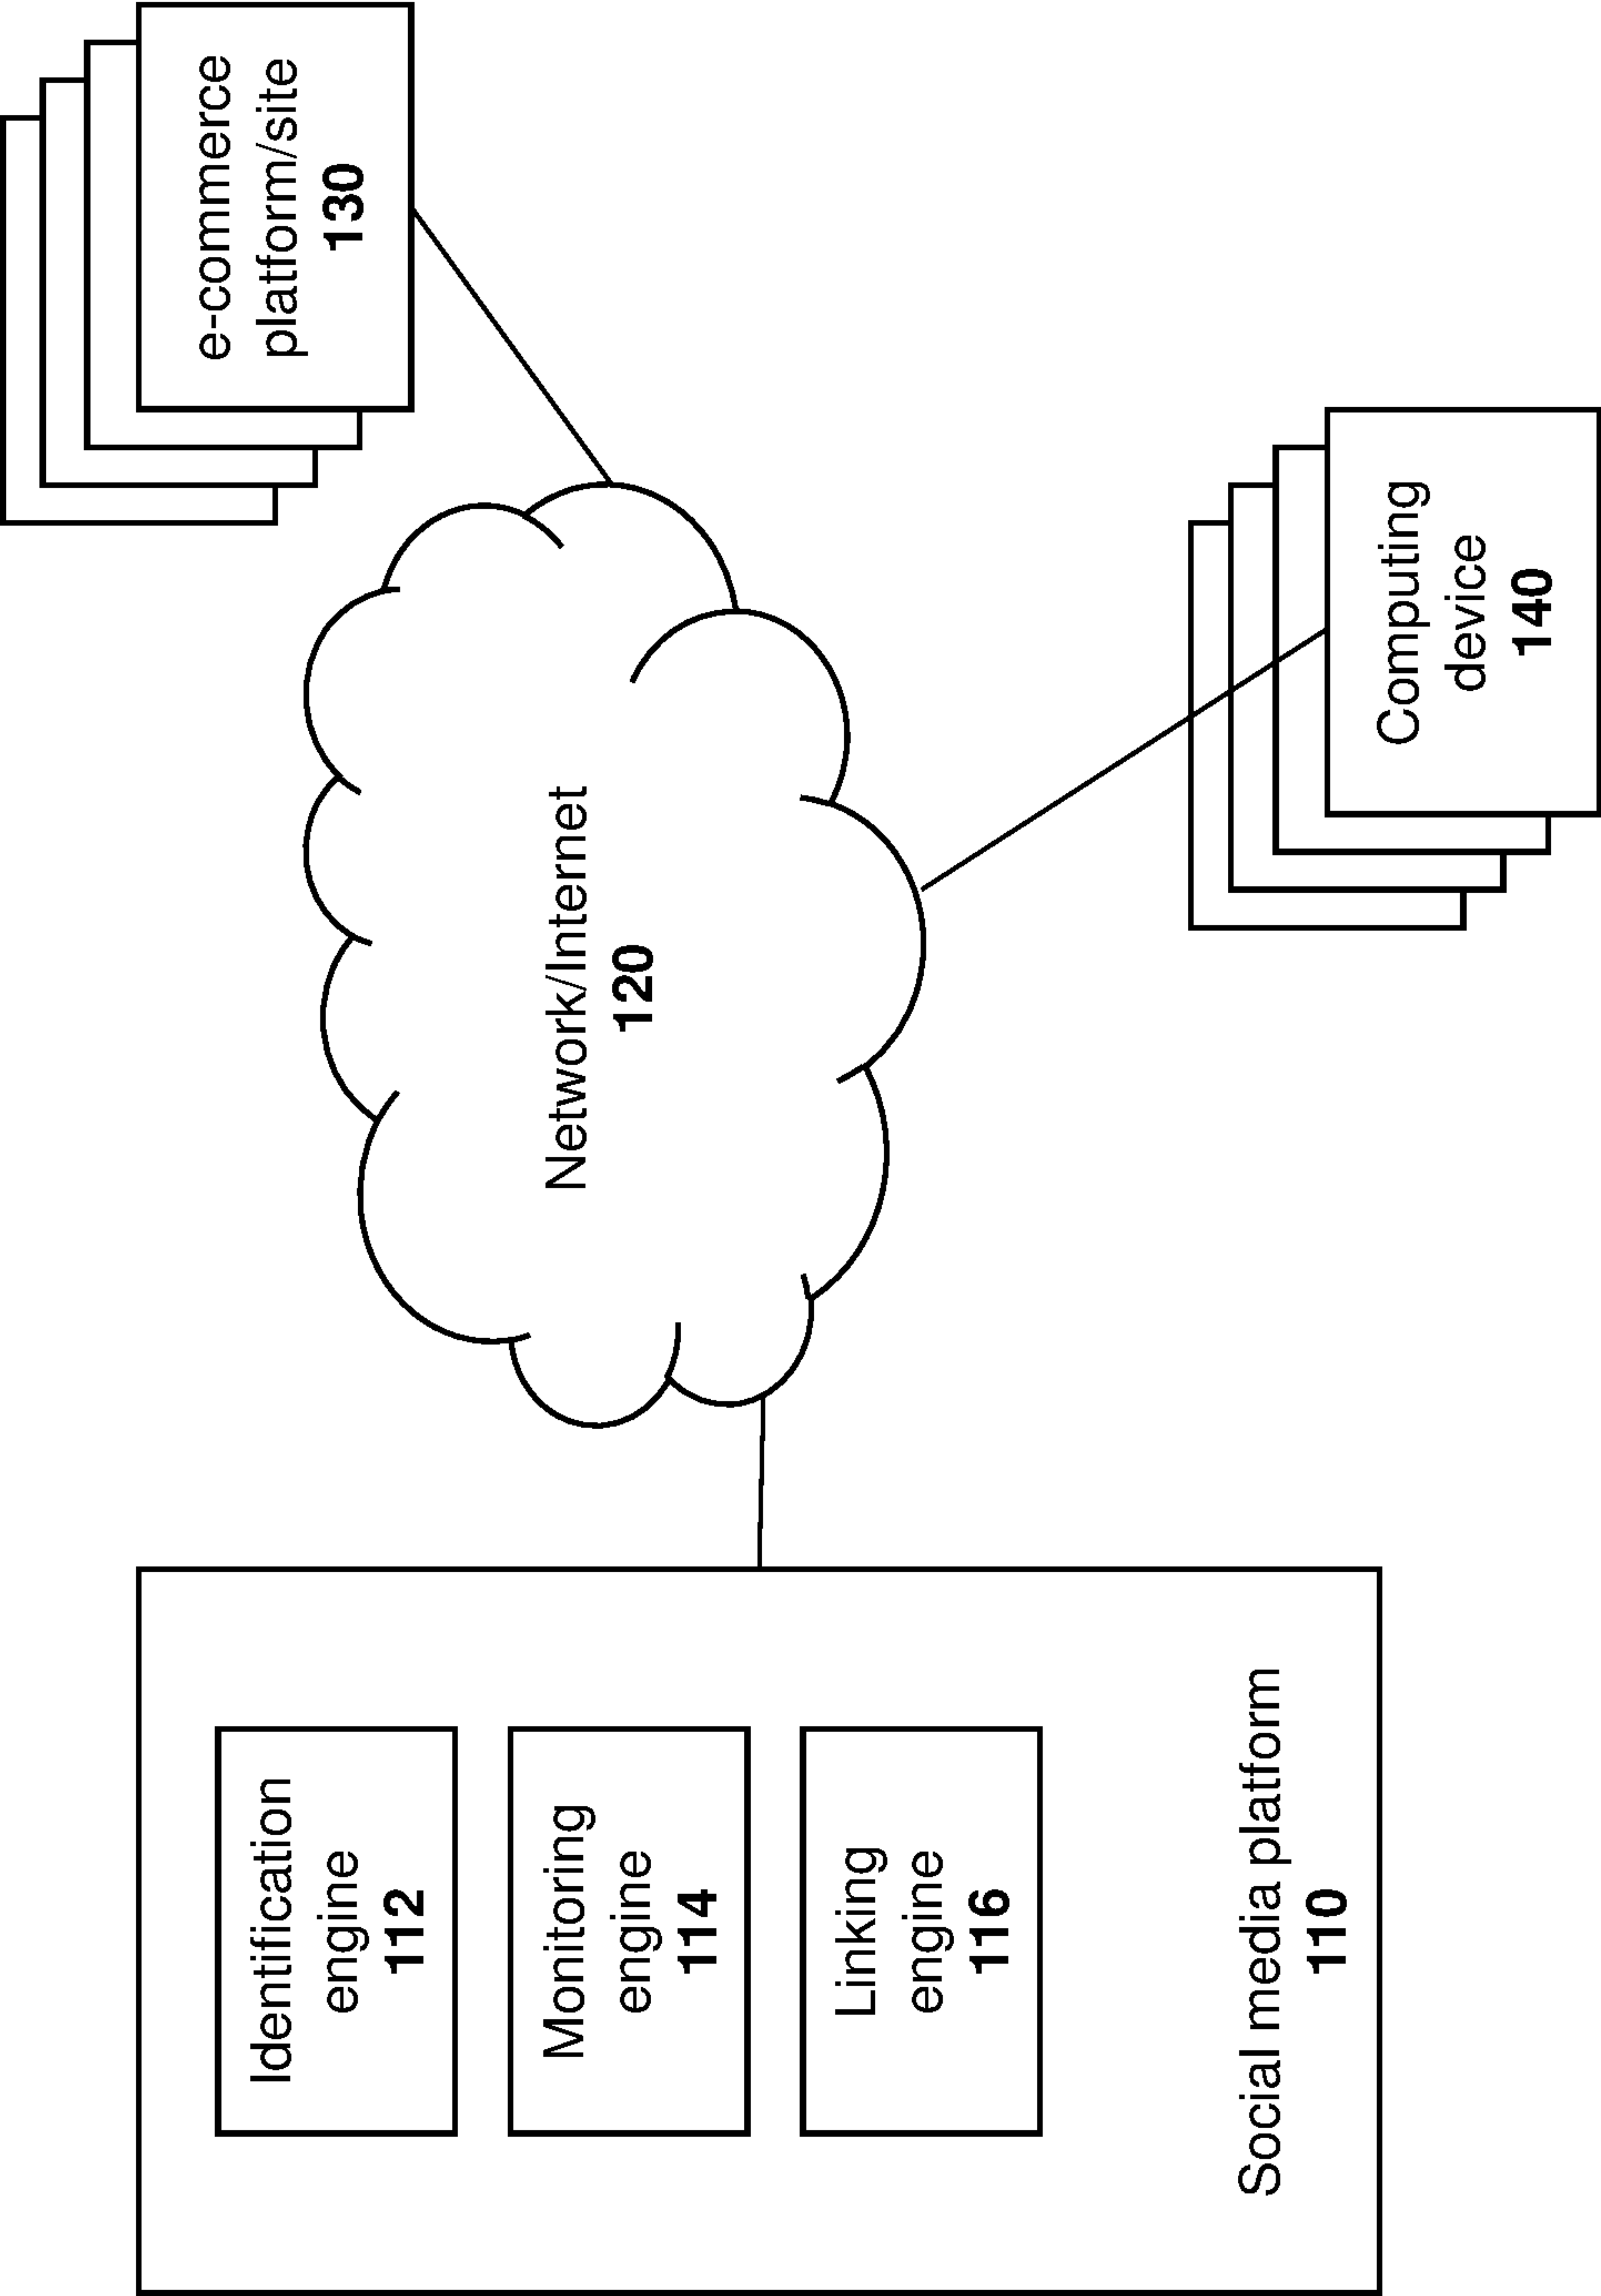 Identification
engine
112
Monitoring
engine
114
Linking
engine
116
Social media platform
110
Network/Internet
120
e-commerce
platform/site
130
Computing
device
140